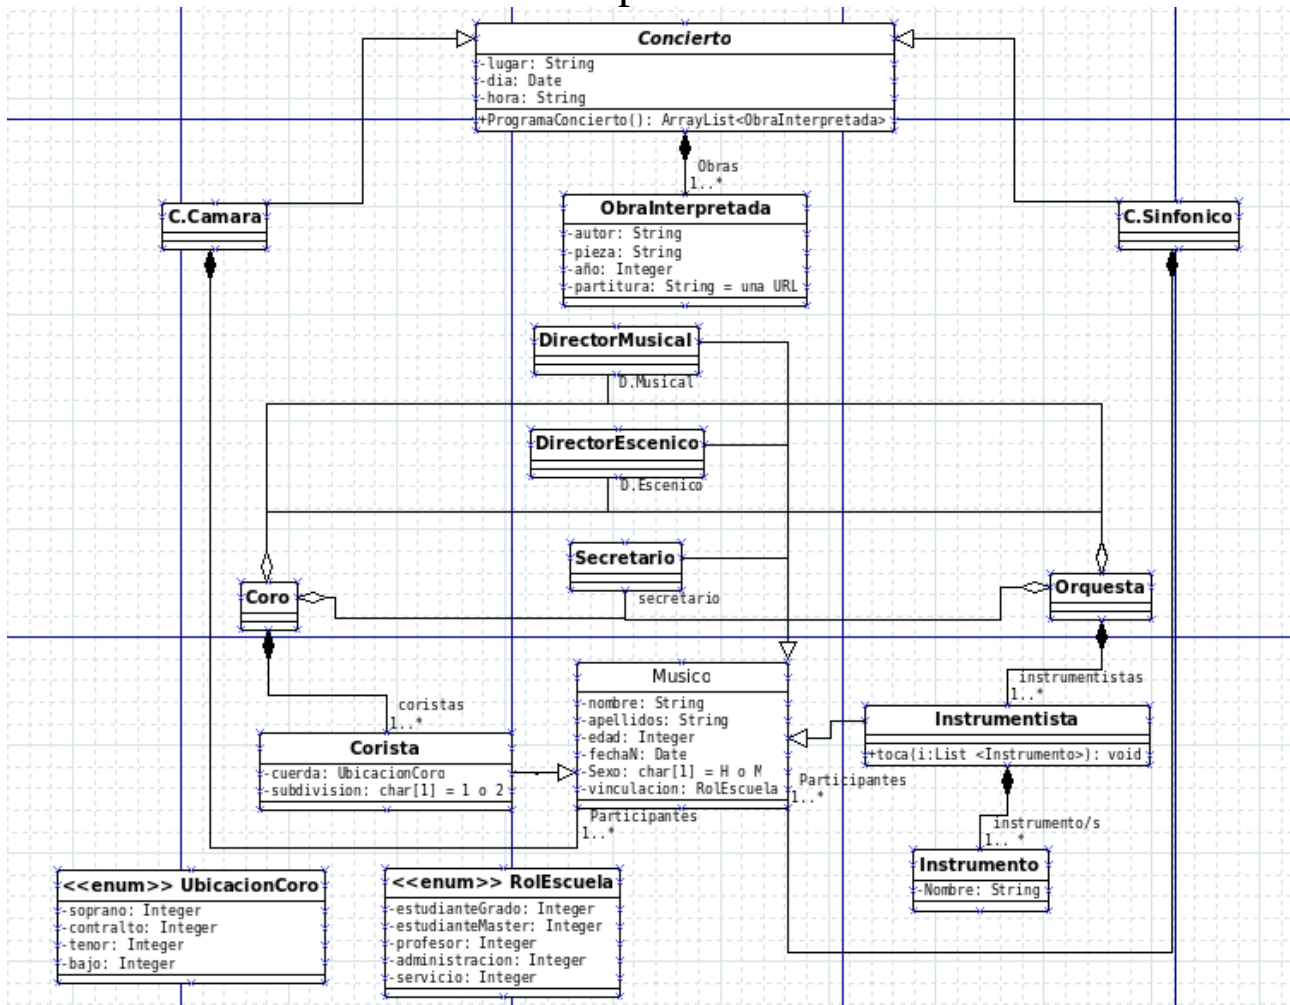 Concierto
-lugar: String
-dia: Date
-hora: String
+ProgramaConcierto(): ArrayList<ObraInterpretada>
Obras
1..*
C.Camara
ObraInterpretada
-autor: String
-pieza: String
-año: Integer
-partitura: String = una URL
C.Sinfonico
DirectorMusical
D.Musical
DirectorEscenico
D.Escenico
Secretario
secretario
Coro
Orquesta
coristas
1..*
Musico
-nombre: String
-apellidos: String
-edad: Integer
-fechaN: Date
-Sexo: char[1] = H o M
-vinculacion: RolEscuela
instrumentistas
1..*
Corista
-cuerda: UbicacionCoro
-subdivision: char[1] = 1 o 2
Instrumentista
+toca(i:List <Instrumento>): void
Participantes
1..*
Participantes
1..*
instrumento/s
1.. *
Instrumento
-Nombre: String
<<enum>> UbicacionCoro
-soprano: Integer
-contralto: Integer
-tenor: Integer
-bajo: Integer
<<enum>> RolEscuela
-estudianteGrado: Integer
-estudianteMaster: Integer
-profesor: Integer
-administracion: Integer
-servicio: Integer